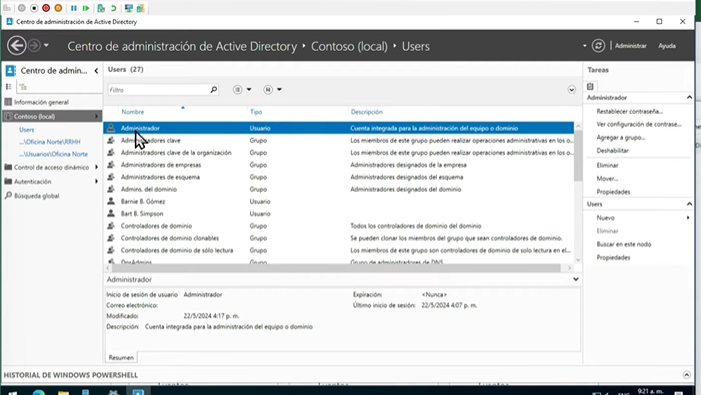 Centro de administración de Active Directory
Centro de administración de Active Directory • Contoso (local) • Users
Administrar Ayuda
Centro de admin...
Users (27)
Tareas
Filtro
Información general
Contoso (local)
Users
...\Oficina Norte\RRHH
...\Usuarios\Oficina Norte
Control de acceso dinámico
Autenticación
Búsqueda global
Nombre Tipo Descripción
Administrador Usuario Cuenta integrada para la administración del equipo o dominio
Administradores clave Grupo Los miembros de este grupo pueden realizar operaciones administrativas en los o...
Administradores clave de la organización Grupo Los miembros de este grupo pueden realizar operaciones administrativas en los o...
Administradores de empresas Grupo Administradores designados de la empresa
Administradores de esquema Grupo Administradores designados del esquema
Admins. del dominio Grupo Administradores designados del dominio
Barnie B. Gómez Usuario
Bart B. Simpson Usuario
Controladores de dominio Grupo Todos los controladores de dominio del dominio
Controladores de dominio clonables Grupo Se pueden clonar los miembros del grupo que sean controladores de dominio.
Controladores de dominio de sólo lectura Grupo Los miembros de este grupo son controladores de dominio de sólo lectura en el...
DnsAdmins Grupo Grupo de administradores de DNS
Administrador
Restablecer contraseña...
Ver configuración de contrase...
Agregar a grupo...
Deshabilitar
Eliminar
Mover...
Propiedades
Users
Nuevo
Eliminar
Buscar en este nodo
Propiedades
Administrador
Inicio de sesión de usuario Administrador Expiración: <Nunca>
Correo electrónico: Último inicio de sesión: 22/5/2024 4:07 p. m.
Modificado: 22/5/2024 4:17 p. m.
Descripción: Cuenta integrada para la administración del equipo o dominio
Resumen
HISTORIAL DE WINDOWS POWERSHELL
9:21 a. m.